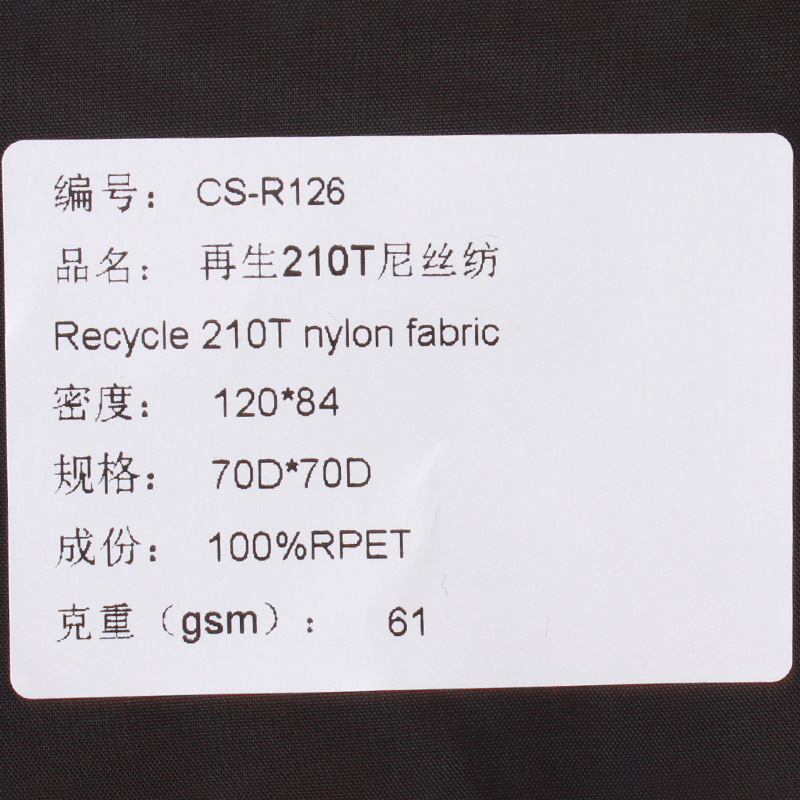 编号： CS-R126
品名： 再生210T尼丝纺
Recycle 210T nylon fabric
密度： 120*84
规格： 70D*70D
成份： 100%RPET
克重（gsm）： 61